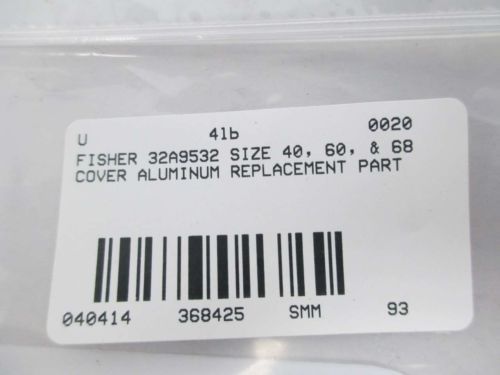 U 41b 0020
FISHER 32A9532 SIZE 40, 60, & 68
COVER ALUMINUM REPLACEMENT PART
040414 368425 SMM 93